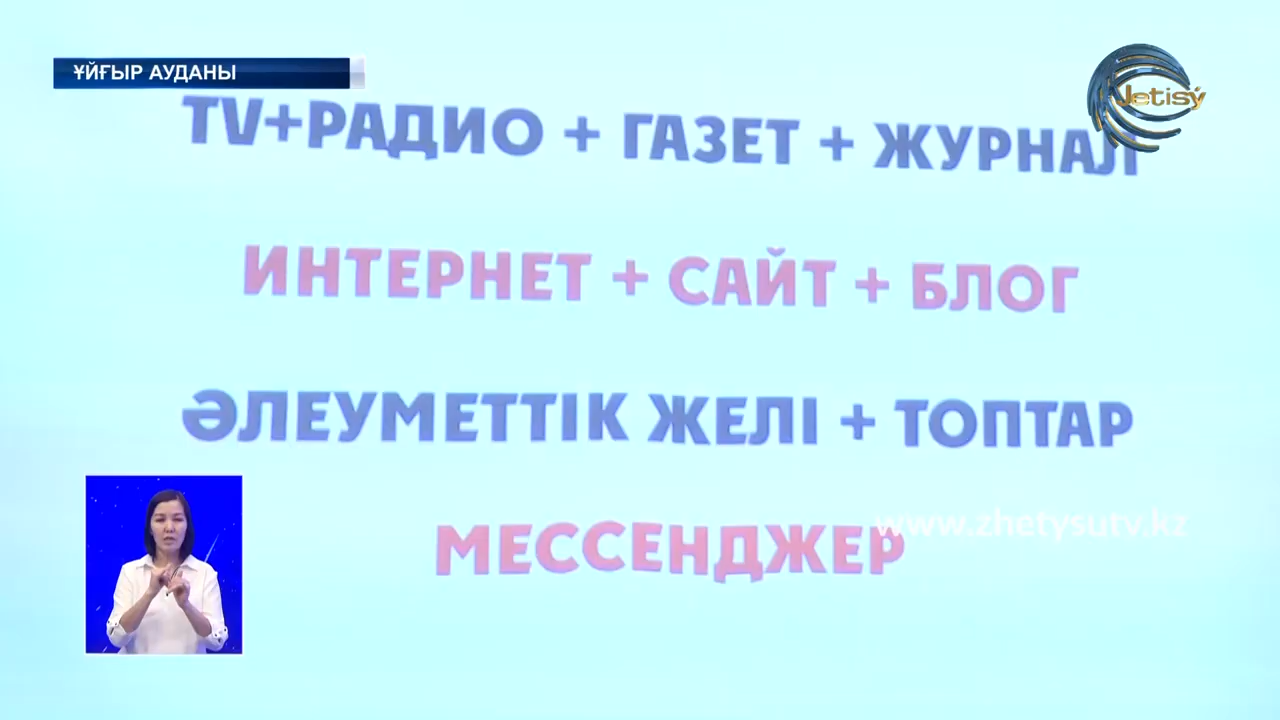 ҰЙҒЫР АУДАНЫ
Jetisý
TV+РАДИО + ГАЗЕТ + ЖУРНАЛ
ИНТЕРНЕТ + САЙТ + БЛОГ
ӘЛЕУМЕТТІК ЖЕЛІ + ТОПТАР
МЕССЕНДЖЕР
www.zhetysutv.kz